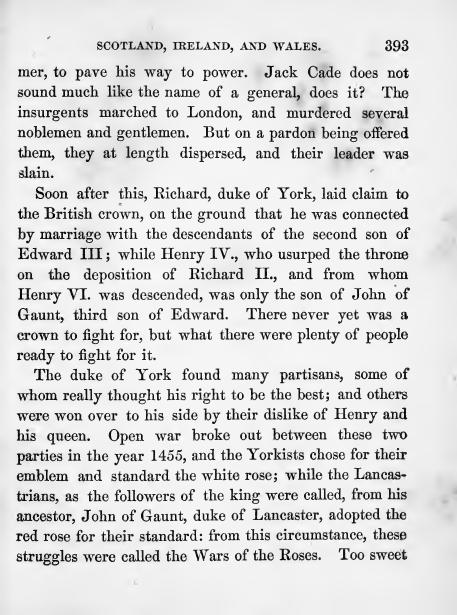 SCOTLAND, IRELAND, AND WALES. 393
mer, to pave his way to power. Jack Cade does not
sound much like the name of a general, does it? The
insurgents marched to London, and murdered several
noblemen and gentlemen. But on a pardon being offered
them, they at length dispersed, and their leader was
slain.
Soon after this, Richard, duke of York, laid claim to
the British crown, on the ground that he was connected
by marriage with the descendants of the second son of
Edward III; while Henry IV., who usurped the throne
on the deposition of Richard II., and from whom
Henry VI. was descended, was only the son of John of
Gaunt, third son of Edward. There never yet was a
crown to fight for, but what there were plenty of people
ready to fight for it.
The duke of York found many partisans, some of
whom really thought his right to be the best; and others
were won over to his side by their dislike of Henry and
his queen. Open war broke out between these two
parties in the year 1455, and the Yorkists chose for their
emblem and standard the white rose; while the Lancas-
trians, as the followers of the king were called, from his
ancestor, John of Gaunt, duke of Lancaster, adopted the
red rose for their standard: from this circumstance, these
struggles were called the Wars of the Roses. Too sweet